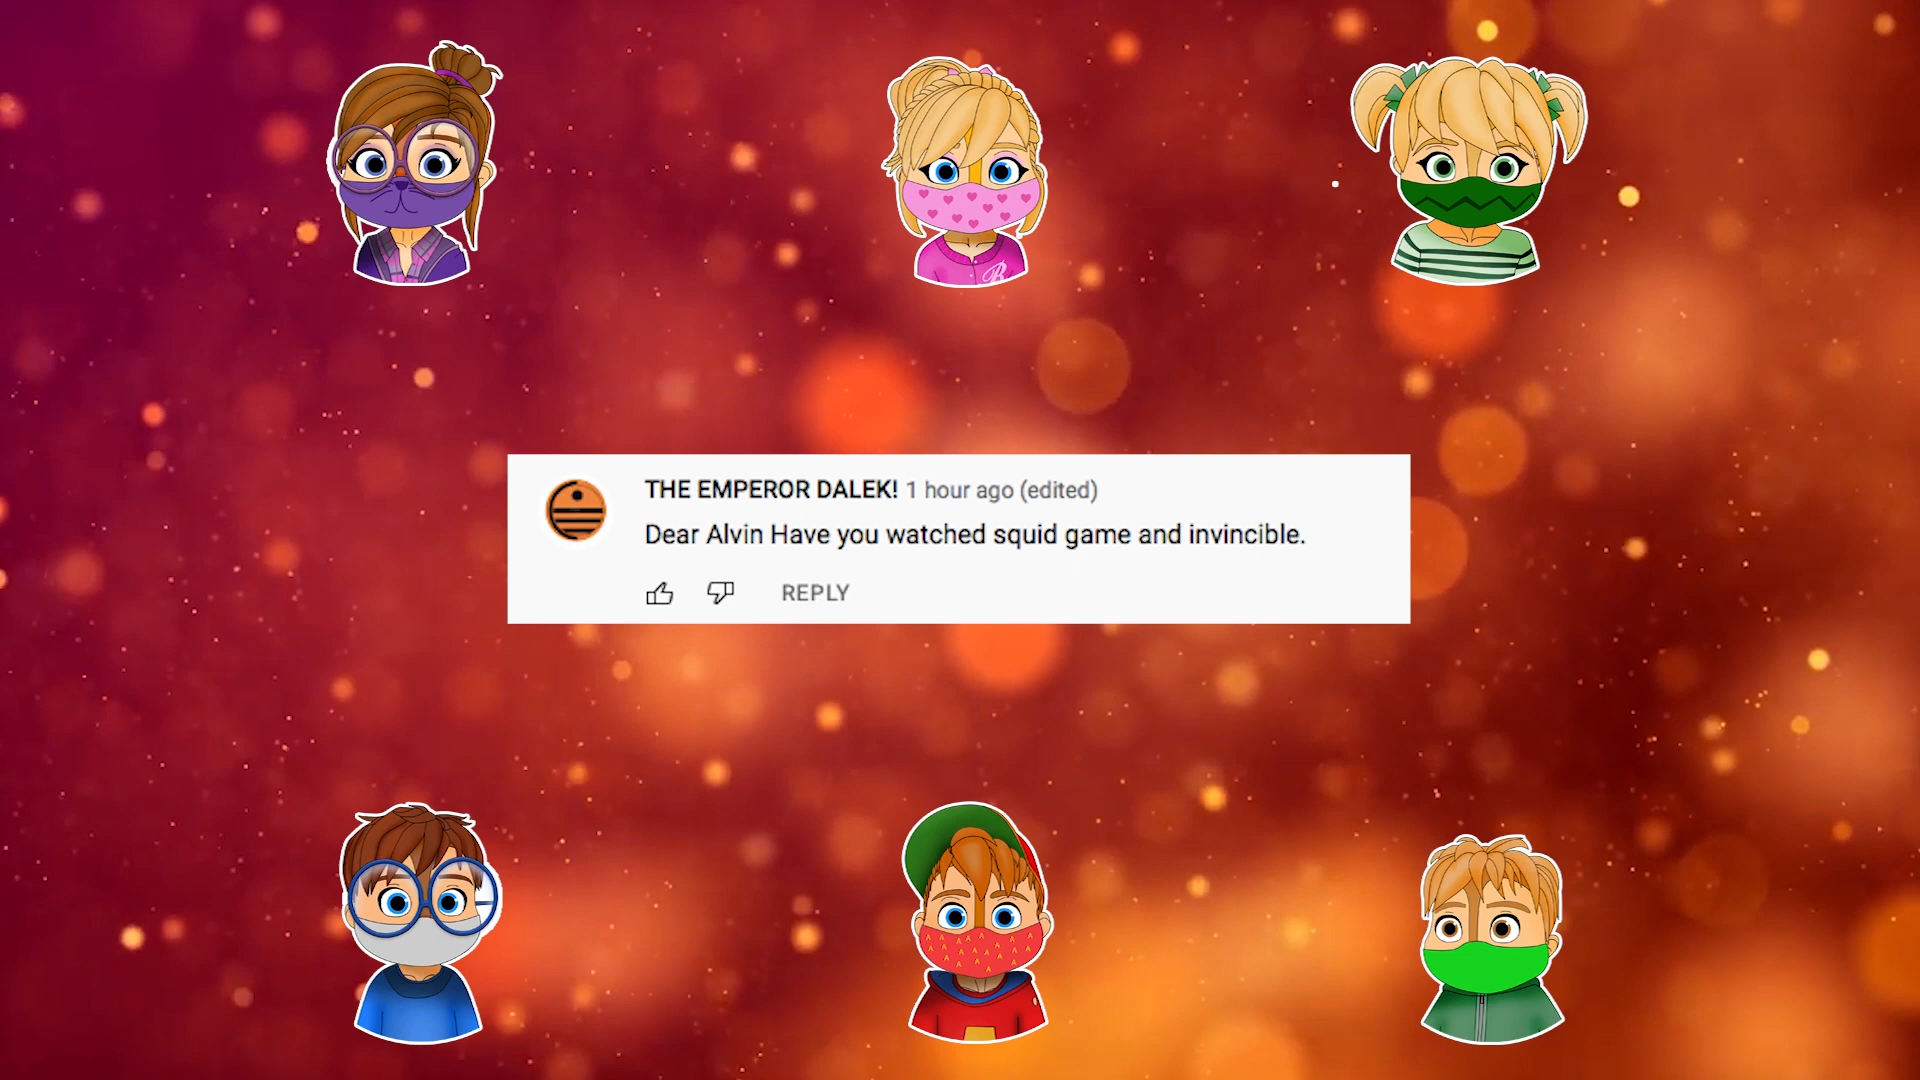 B
THE EMPEROR DALEK! 1 hour ago (edited)
Dear Alvin Have you watched squid game and invincible.
REPLY